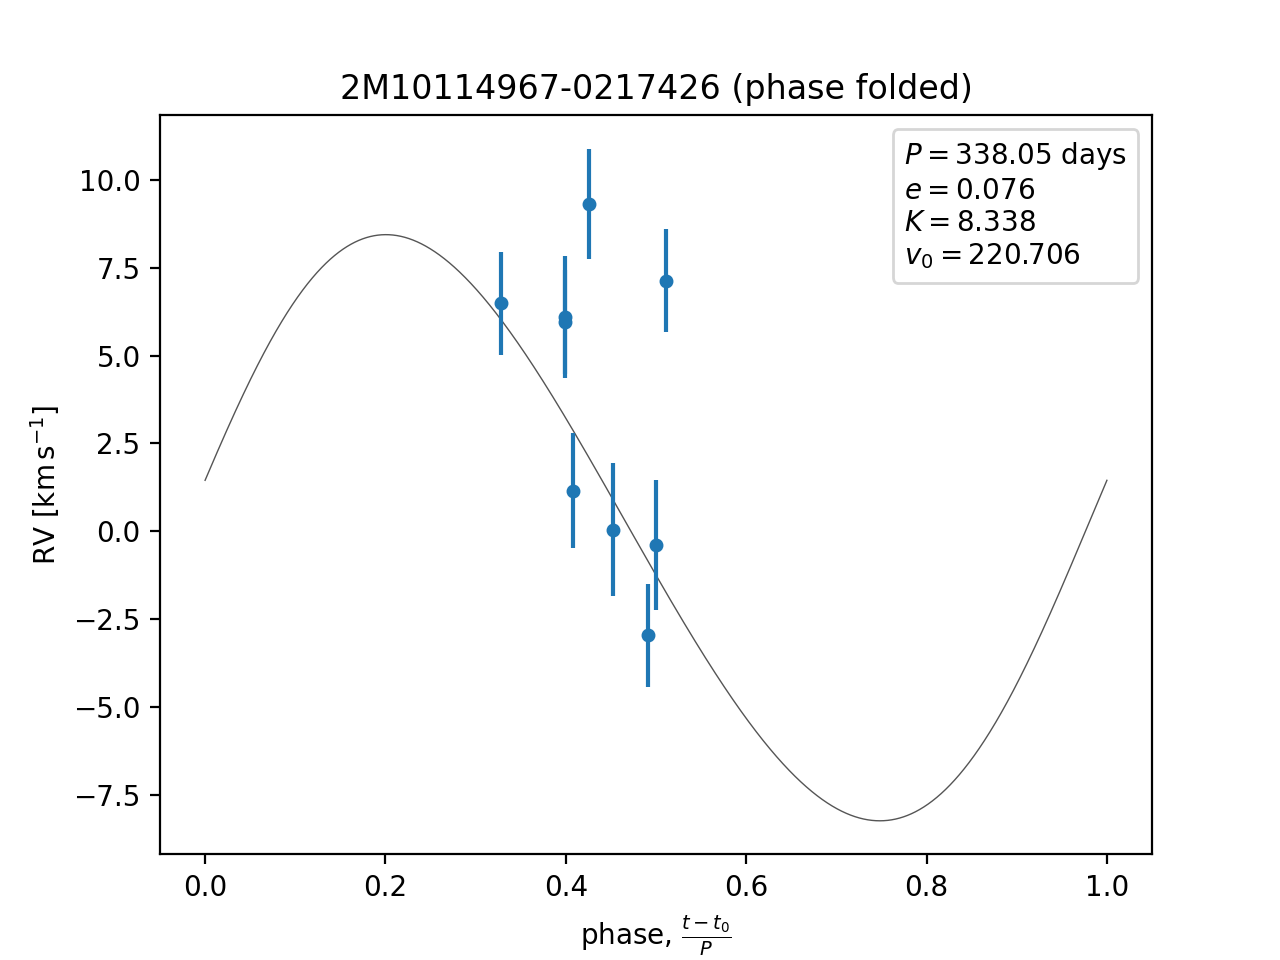 2M10114967-0217426 (phase folded)
P = 338.05 days
e = 0.076
K = 8.338
v₀ = 220.706
RV [km s⁻¹]
10.0
7.5
5.0
2.5
0.0
−2.5
−5.0
−7.5
0.0 0.2 0.4 0.6 0.8 1.0
phase, (t − t₀)/P